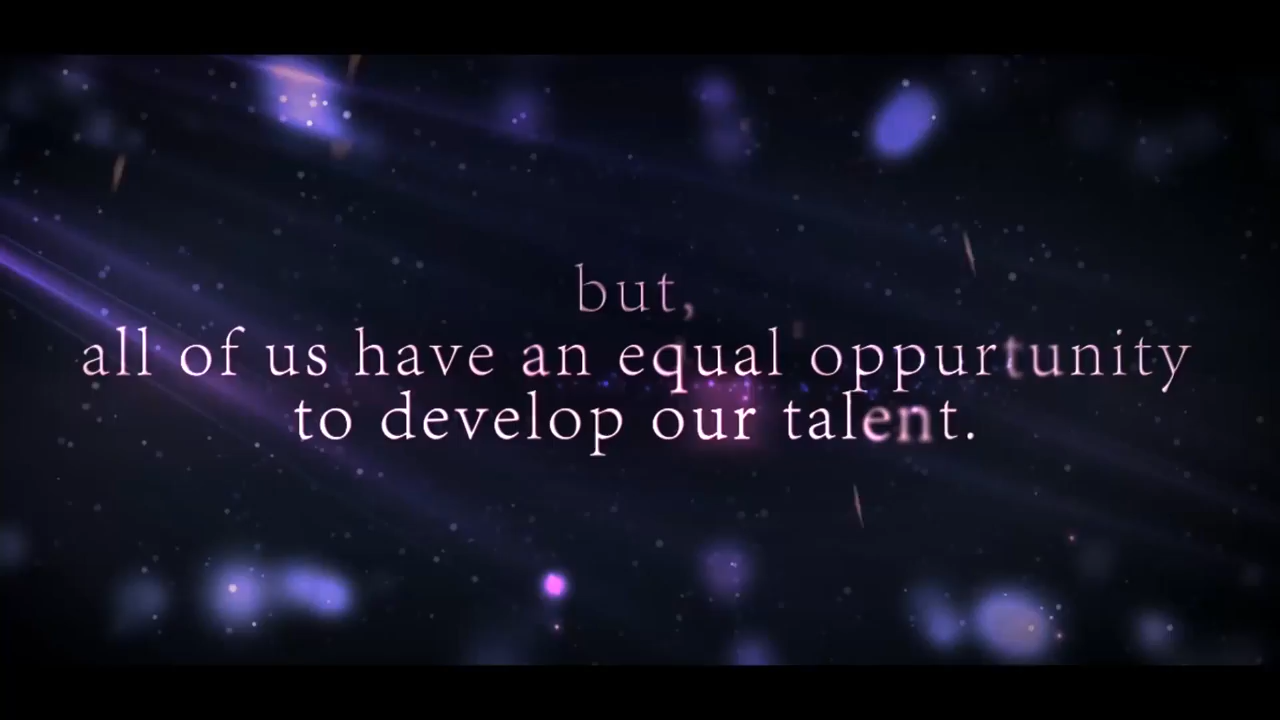 but,
all of us have an equal oppurtunity
to develop our talent.